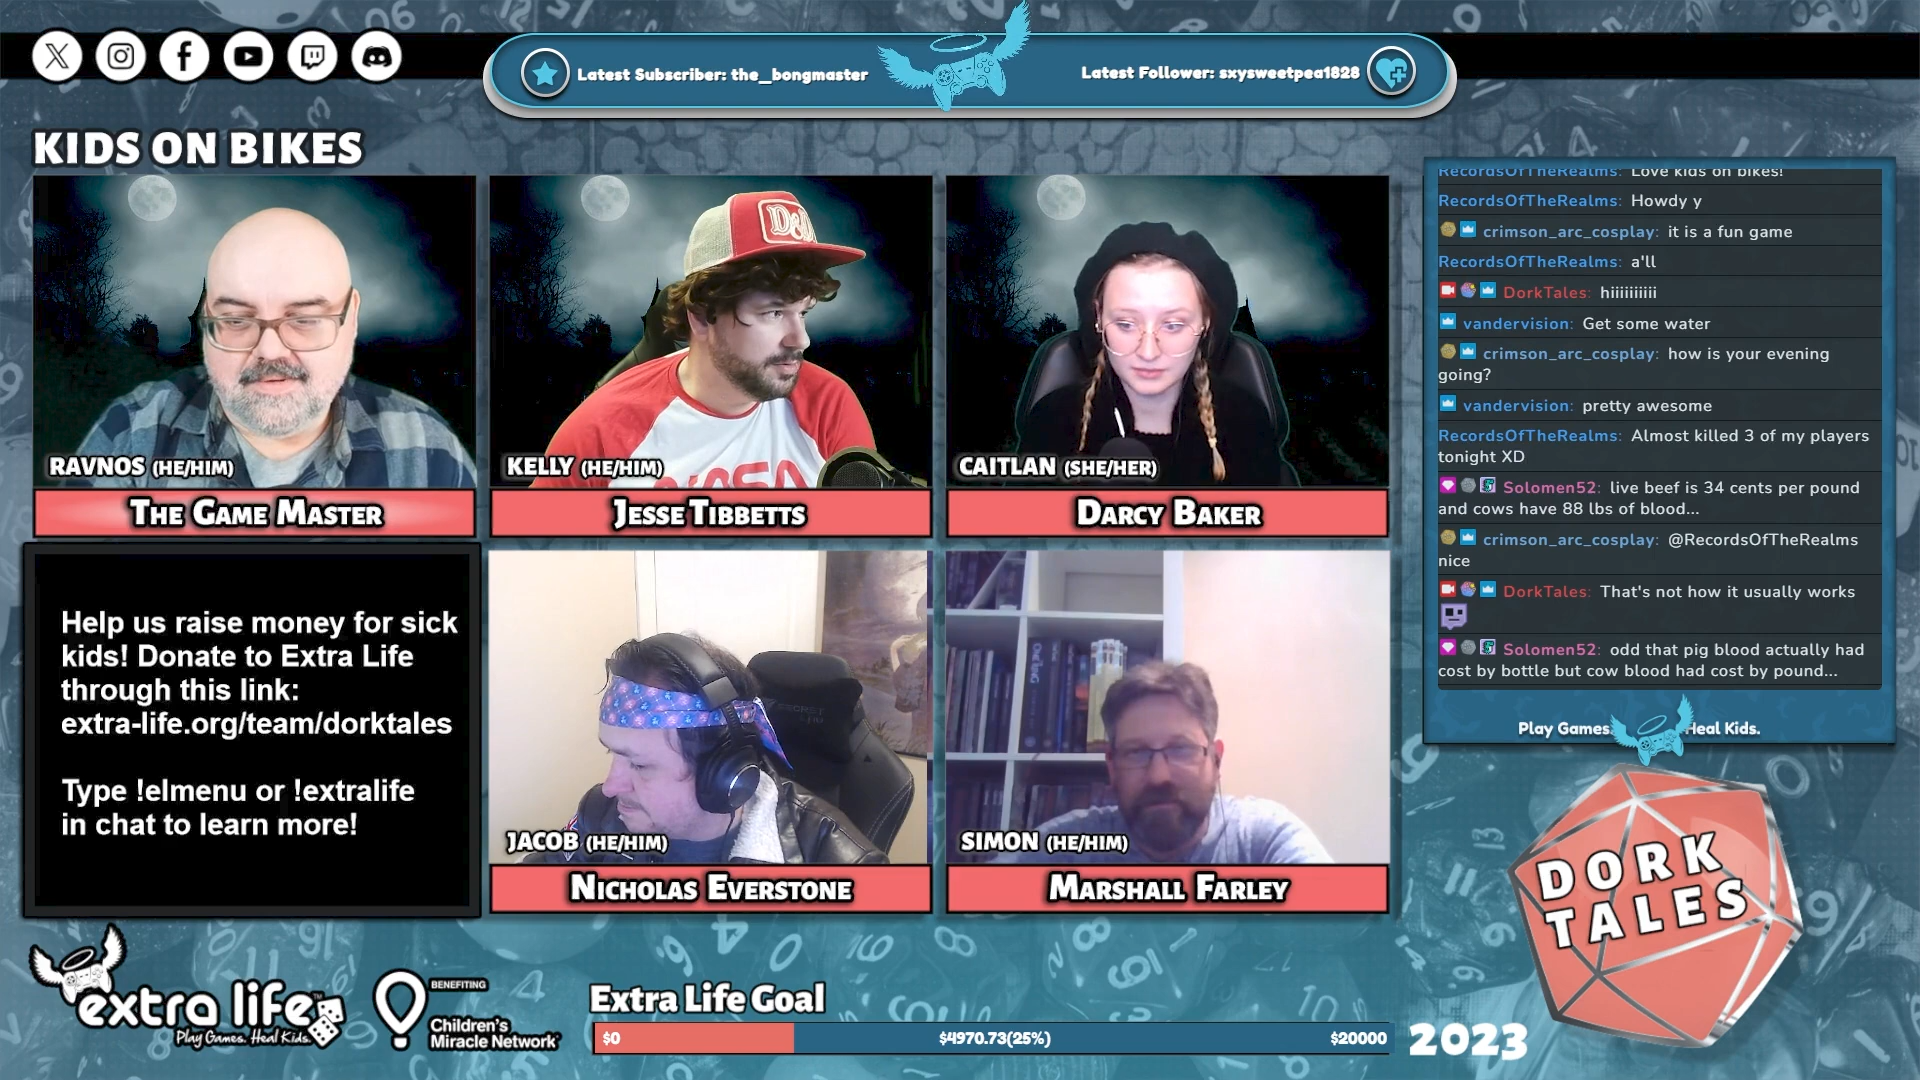 Latest Subscriber: the_bongmaster
Latest Follower: sxysweetpea1828
KIDS ON BIKES
D&D
RAVNOS (HE/HIM)
THE GAME MASTER
NASA
KELLY (HE/HIM)
JESSE TIBBETTS
CAITLAN (SHE/HER)
DARCY BAKER
Help us raise money for sick
kids! Donate to Extra Life
through this link:
extra-life.org/team/dorktales
Type !elmenu or !extralife
in chat to learn more!
JACOB (HE/HIM)
NICHOLAS EVERSTONE
SIMON (HE/HIM)
MARSHALL FARLEY
RecordsOfTheRealms: Love kids on bikes!
RecordsOfTheRealms: Howdy y
crimson_arc_cosplay: it is a fun game
RecordsOfTheRealms: a'll
DorkTales: hiiiiiiiiii
vandervision: Get some water
crimson_arc_cosplay: how is your evening
going?
vandervision: pretty awesome
RecordsOfTheRealms: Almost killed 3 of my players
tonight XD
Solomen52: live beef is 34 cents per pound
and cows have 88 lbs of blood...
crimson_arc_cosplay: @RecordsOfTheRealms
nice
DorkTales: That's not how it usually works
Solomen52: odd that pig blood actually had
cost by bottle but cow blood had cost by pound...
Play Games. Heal Kids.
DORK
TALES
extra life™
Play Games. Heal Kids.
BENEFITING
Children's
Miracle Network
Extra Life Goal
$0 $4970.73(25%) $20000
2023